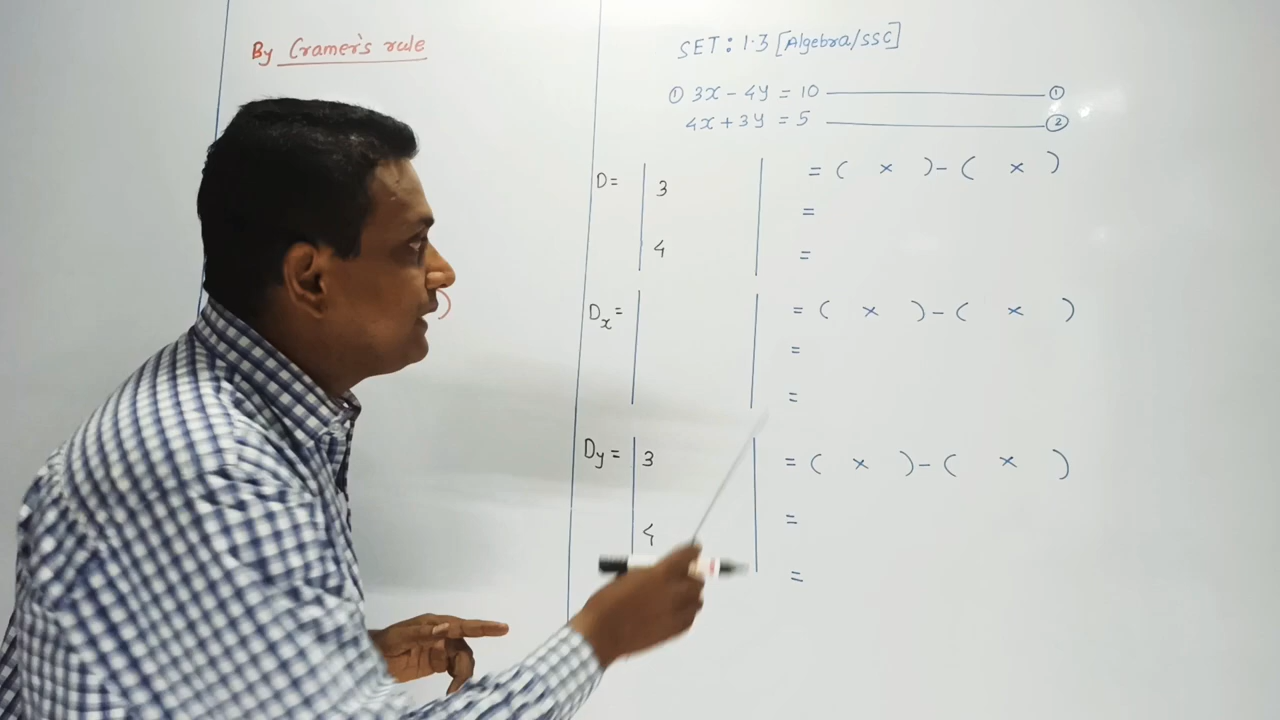 By Cramer's rule
SET: 1.3 [Algebra/SSC]
① 3x - 4y = 10 ——— ①
4x + 3y = 5 ——— ②
D = | 3 | = ( × ) - ( × )
4 =
=
Dx = | | = ( × ) - ( × )
=
=
Dy = | 3 | = ( × ) - ( × )
4 =
=
)